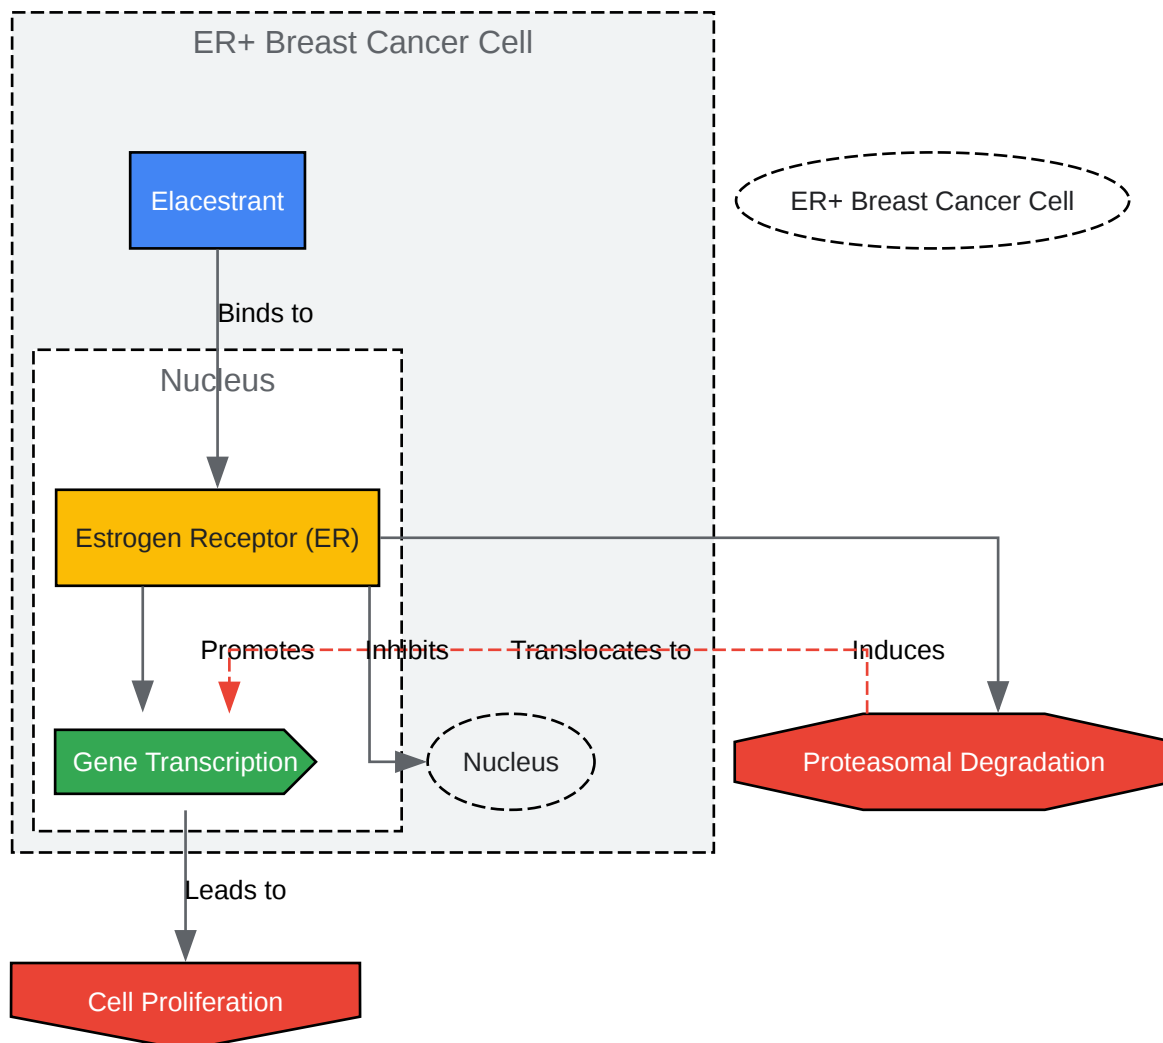 ER+ Breast Cancer Cell
Elacestrant
ER+ Breast Cancer Cell
Binds to
Nucleus
Estrogen Receptor (ER)
Promotes
Inhibits
Translocates to
Induces
Gene Transcription
Nucleus
Proteasomal Degradation
Leads to
Cell Proliferation